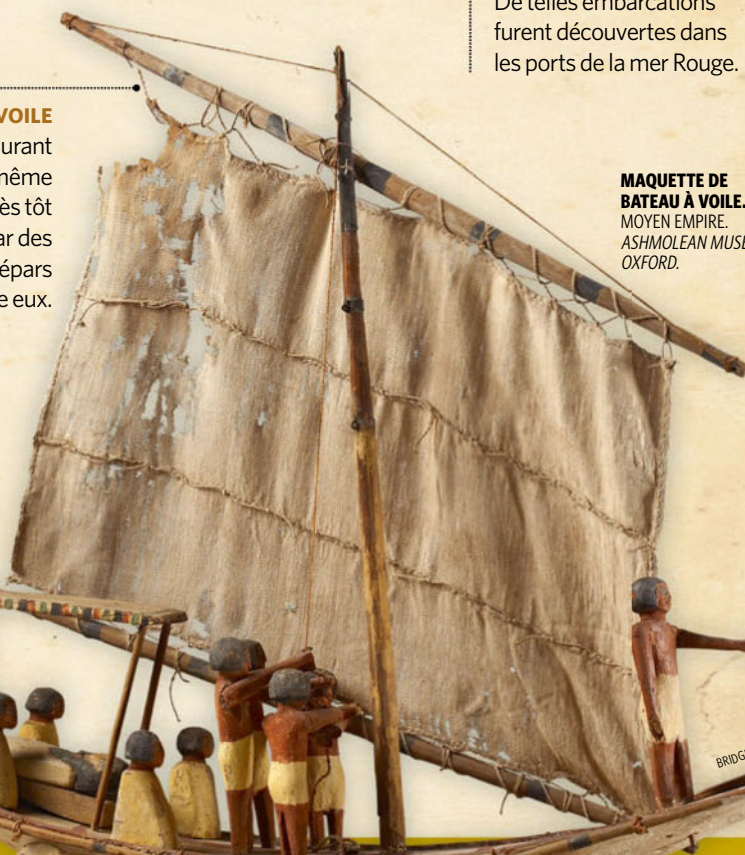 De telles embarcations
furent découvertes dans
les ports de la mer Rouge.
VOILE
même
ès tôt
ar des
épars
e eux.
MAQUETTE DE
BATEAU À VOILE.
MOYEN EMPIRE.
ASHMOLEAN
OXFORD.